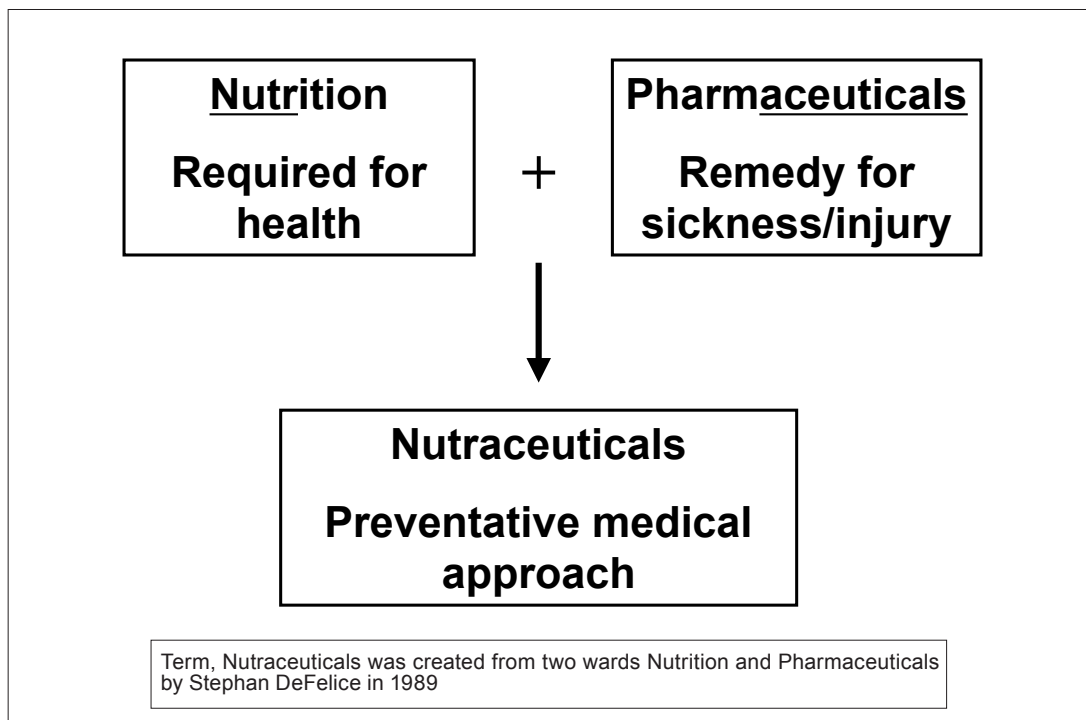 Nutrition
Required for
health
+
Pharmaceuticals
Remedy for
sickness/injury
Nutraceuticals
Preventative medical
approach
Term, Nutraceuticals was created from two wards Nutrition and Pharmaceuticals
by Stephan DeFelice in 1989